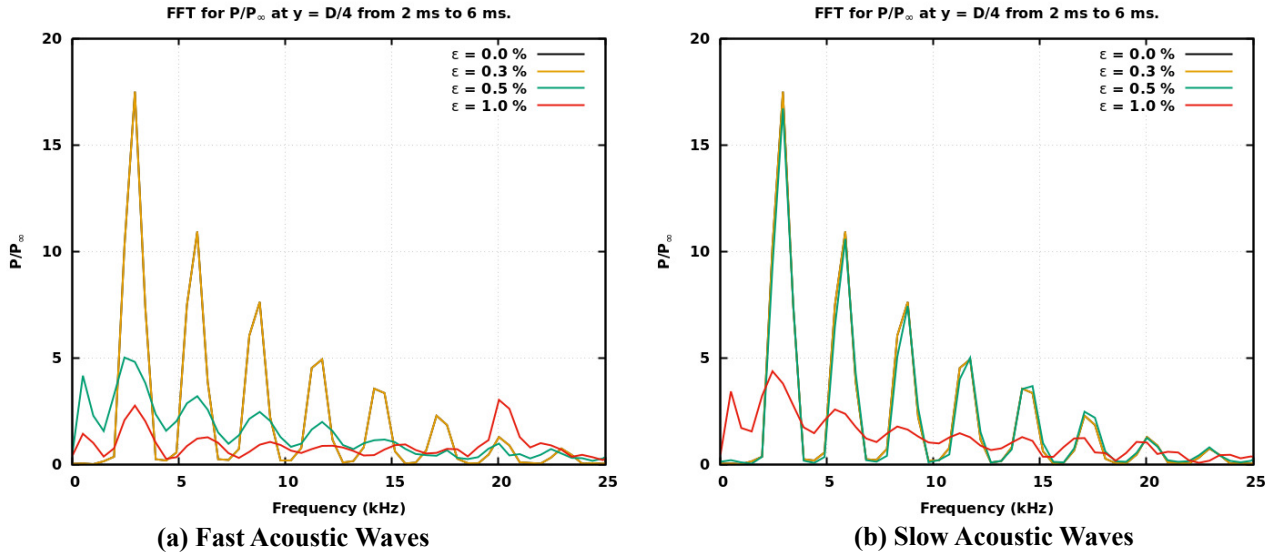 FFT for P/P∞ at y = D/4 from 2 ms to 6 ms.
20
15
10
5
0
P/P∞
ε = 0.0 %
ε = 0.3 %
ε = 0.5 %
ε = 1.0 %
0 5 10 15 20 25
Frequency (kHz)
(a) Fast Acoustic Waves
FFT for P/P∞ at y = D/4 from 2 ms to 6 ms.
20
15
10
5
0
P/P∞
ε = 0.0 %
ε = 0.3 %
ε = 0.5 %
ε = 1.0 %
0 5 10 15 20 25
Frequency (kHz)
(b) Slow Acoustic Waves